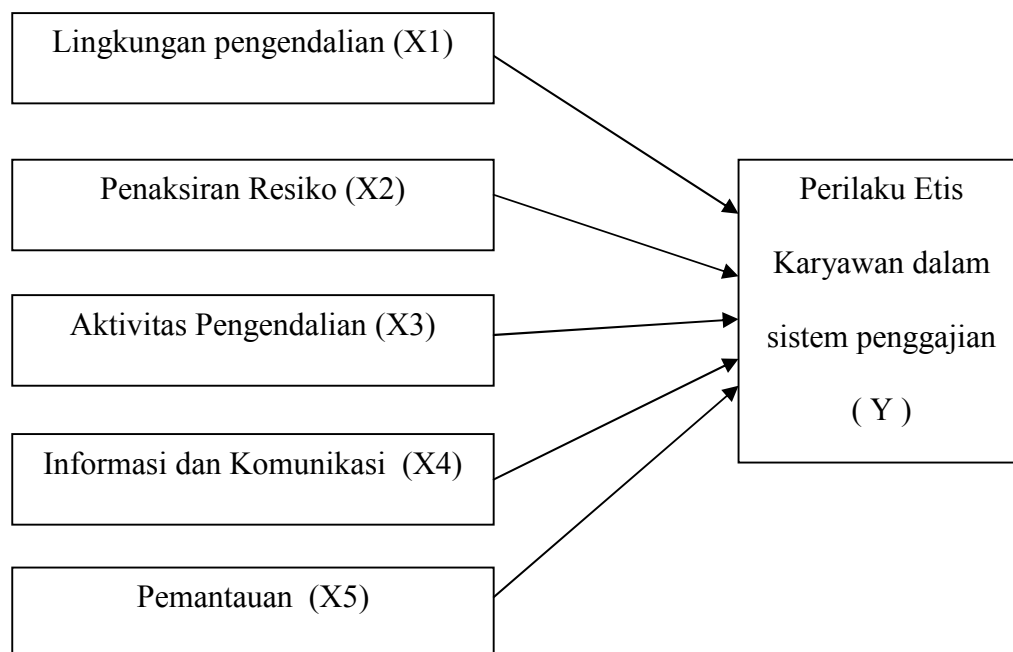 Lingkungan pengendalian (X1)
Penaksiran Resiko (X2)
Aktivitas Pengendalian (X3)
Informasi dan Komunikasi  (X4)
Pemantauan  (X5)
Perilaku Etis
Karyawan dalam
sistem penggajian
( Y )